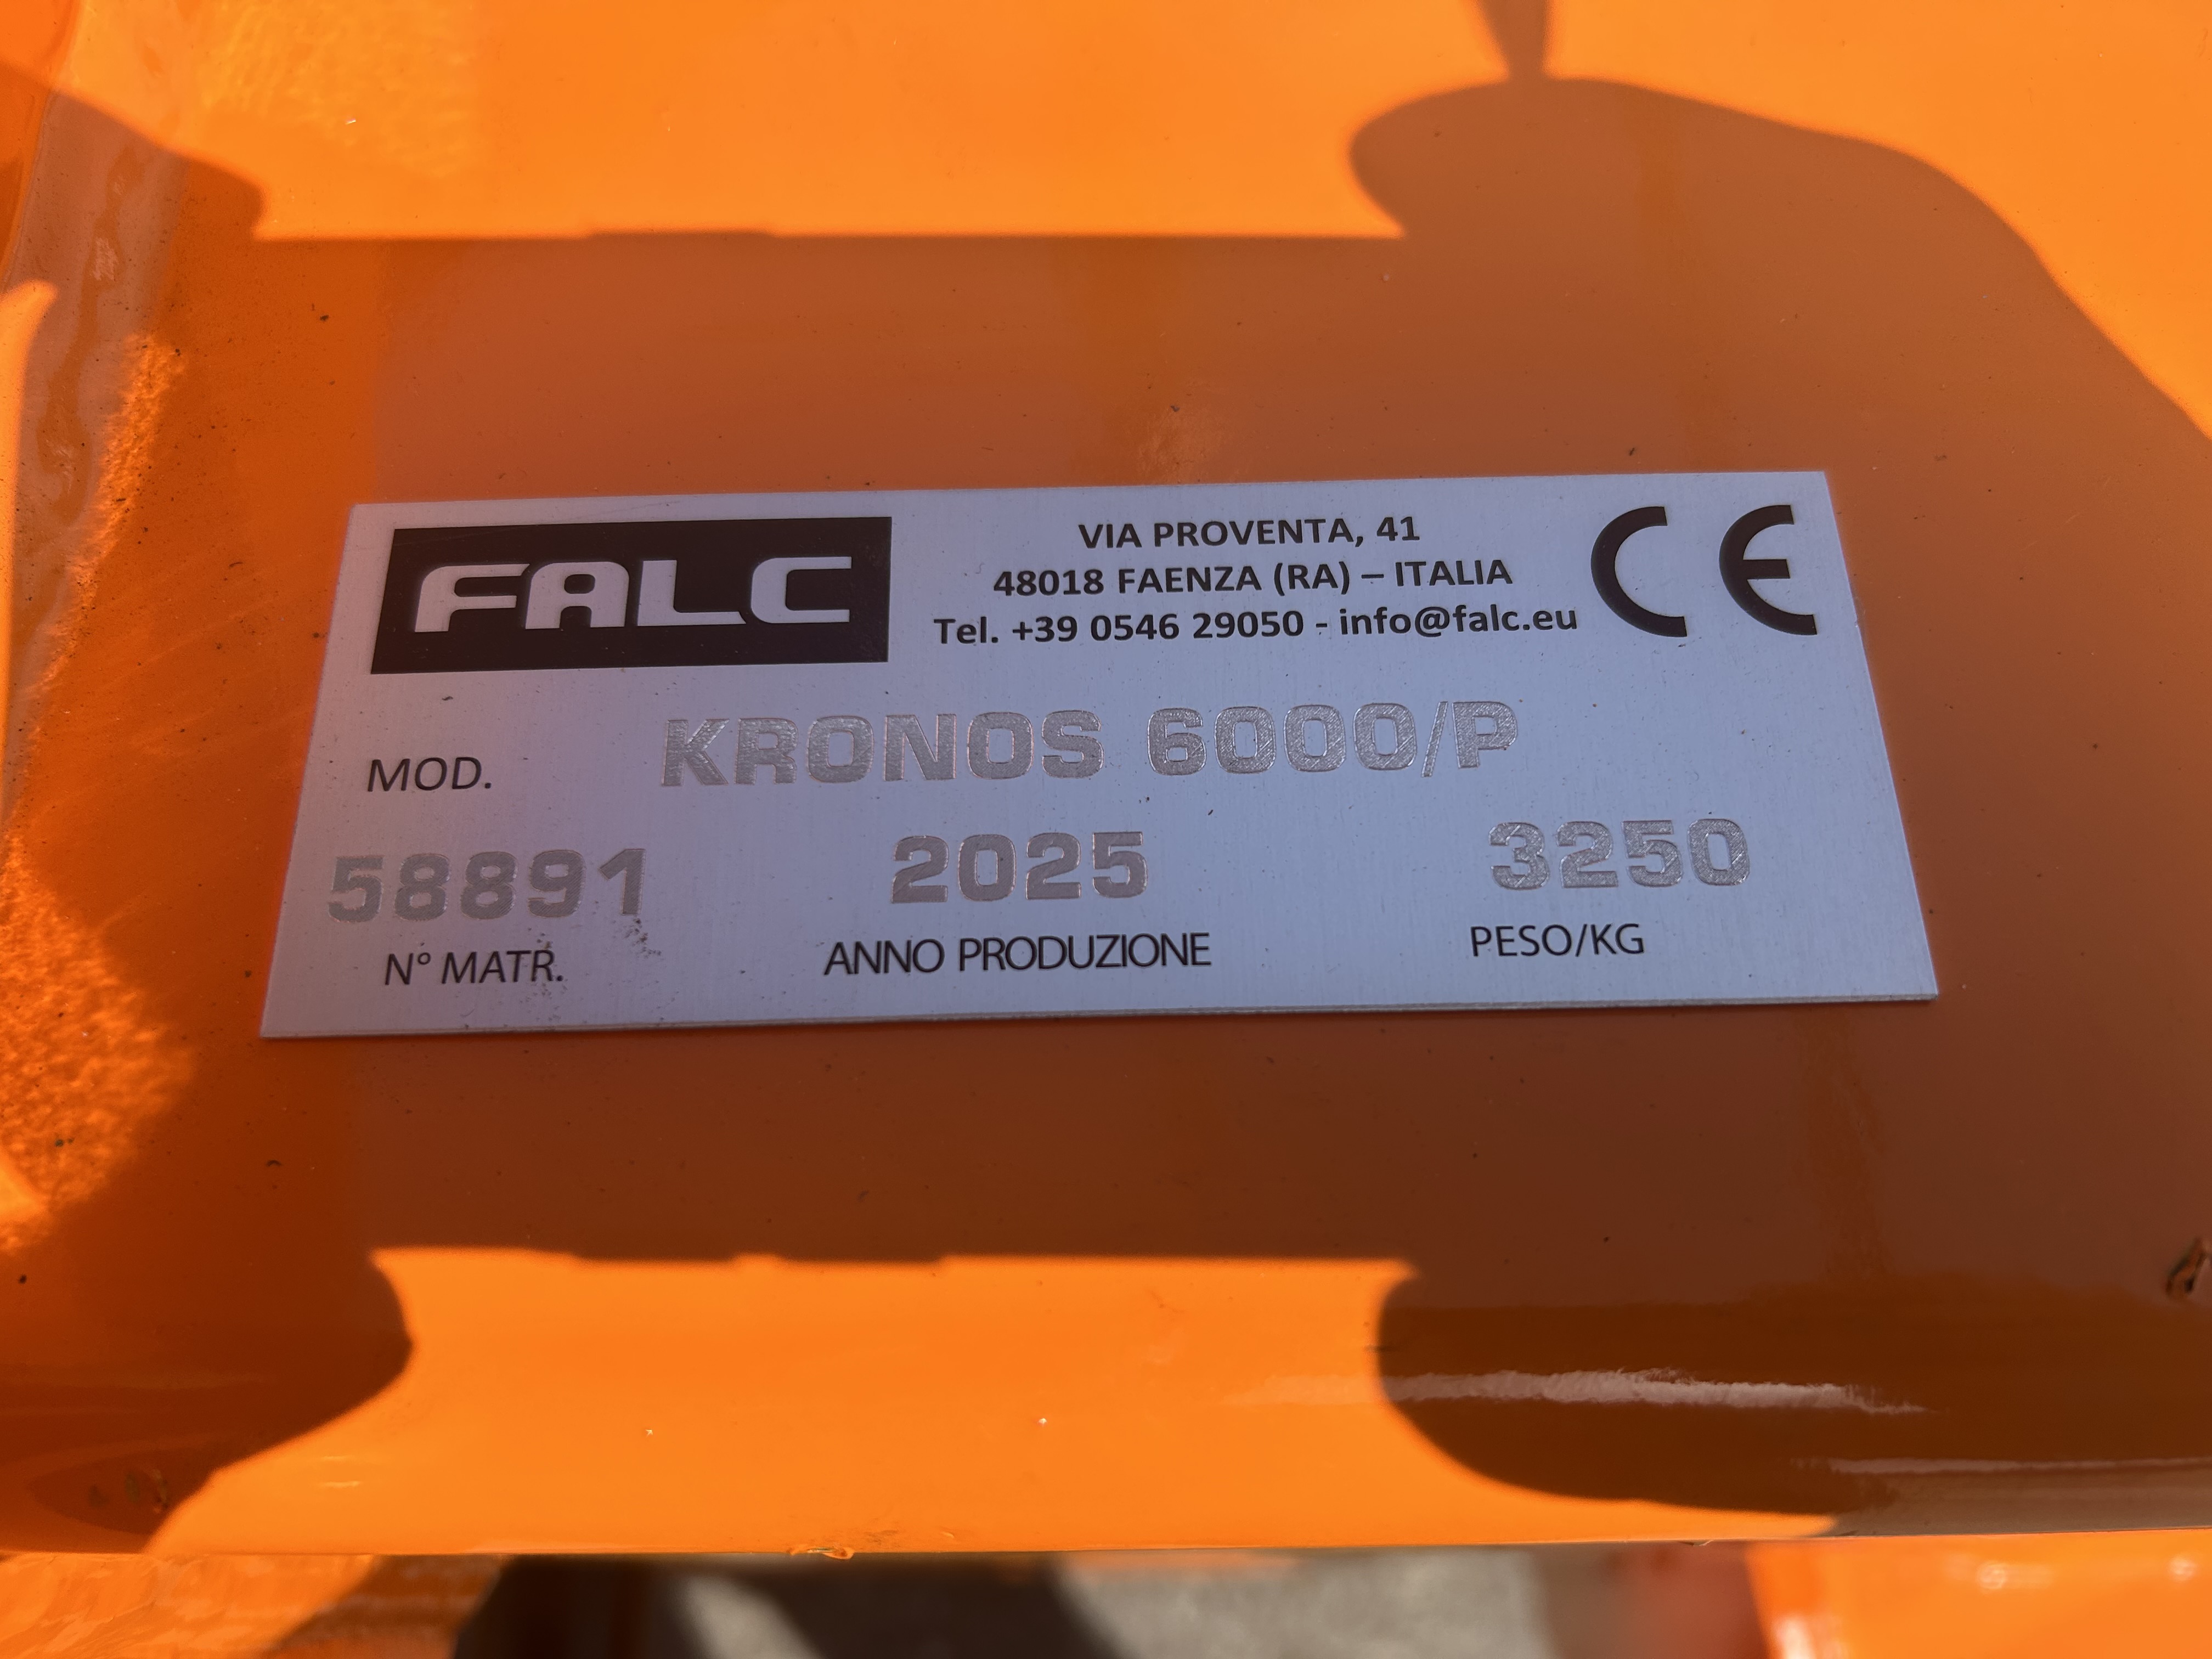 FALC
VIA PROVENTA, 41
48018 FAENZA (RA) – ITALIA
Tel. +39 0546 29050 - info@falc.eu
CE
MOD. KRONOS 6000/P
58891 2025 3250
N° MATR. ANNO PRODUZIONE PESO/KG